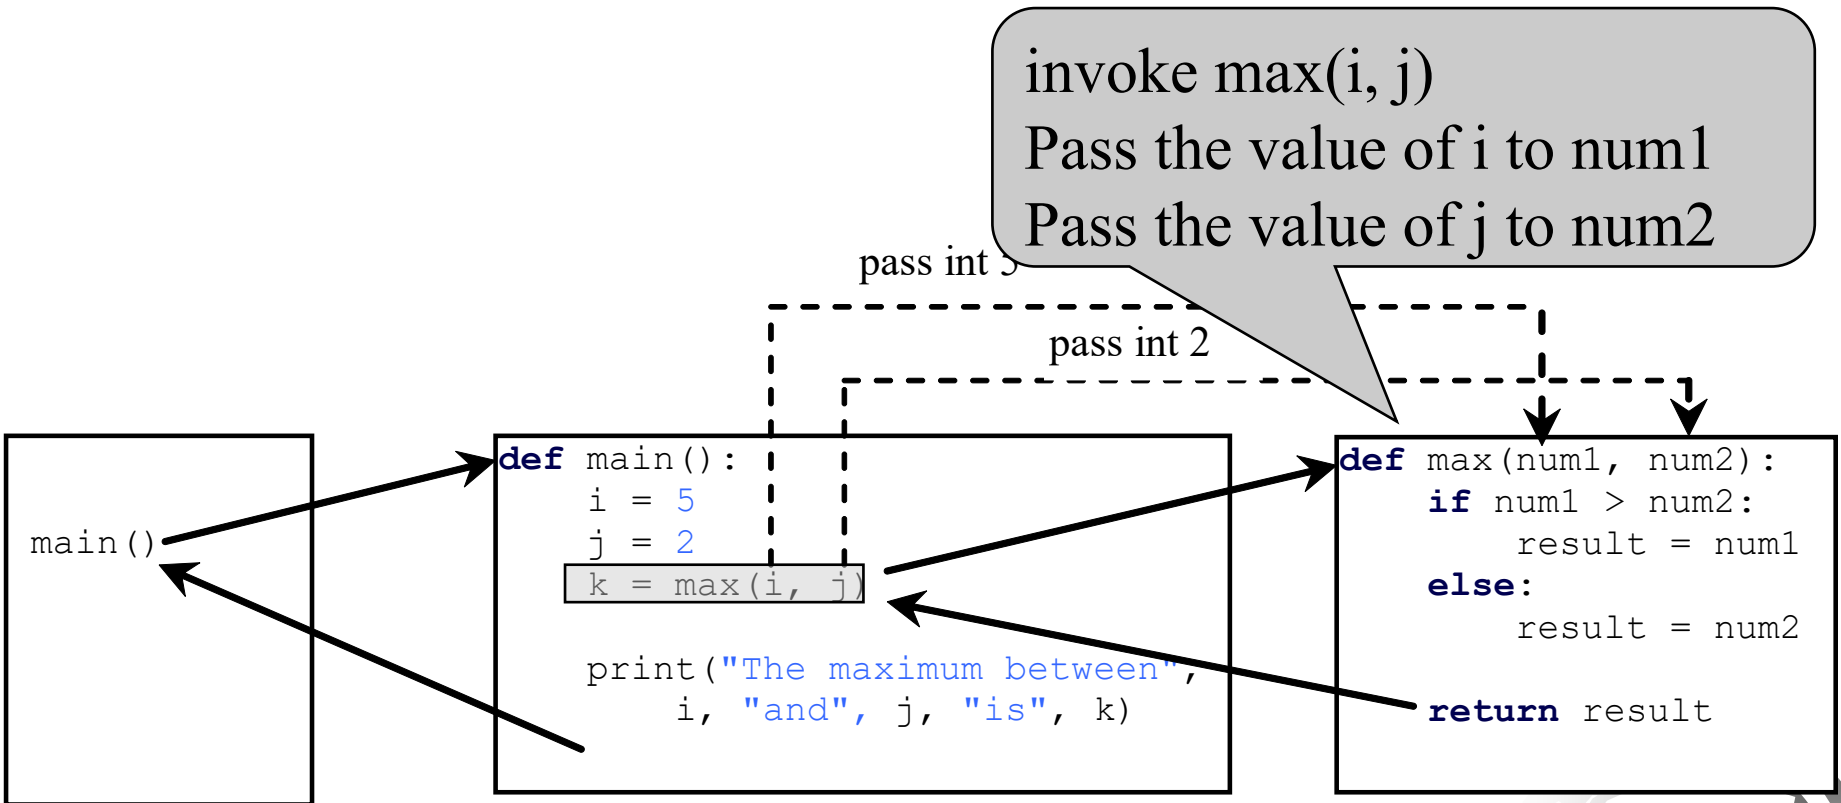 invoke max(i, j)
Pass the value of i to num1
Pass the value of j to num2
pass int 5
pass int 2
main()
def main():
    i = 5
    j = 2
    k = max(i, j)
    print("The maximum between",
        i, "and", j, "is", k)
def max(num1, num2):
    if num1 > num2:
        result = num1
    else:
        result = num2
    return result